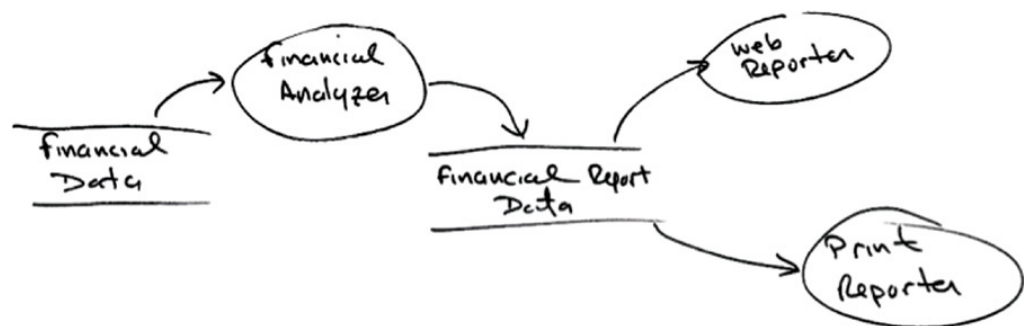 Financial
Data
Financial
Analyzer
Financial Report
Data
Web
Reporter
Print
Reporter